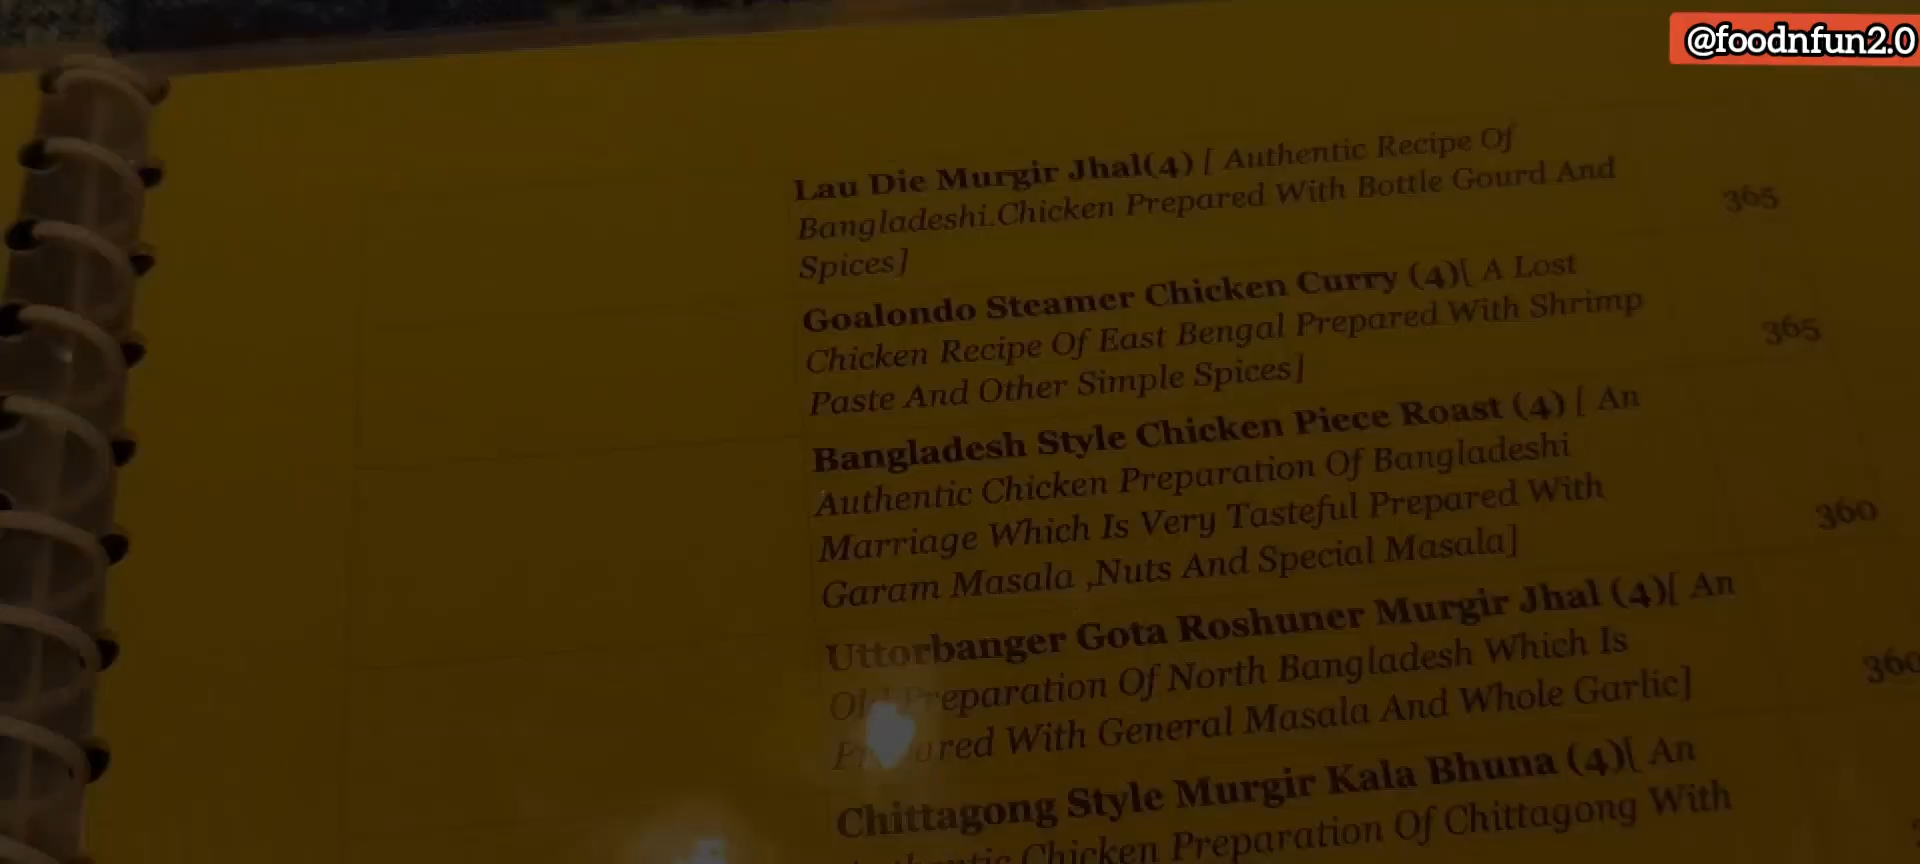 @foodnfun2.0
Lau Die Murgir Jhal(4) [ Authentic Recipe Of
Bangladeshi.Chicken Prepared With Bottle Gourd And
Spices]
365
Goalondo Steamer Chicken Curry (4)[ A Lost
Chicken Recipe Of East Bengal Prepared With Shrimp
Paste And Other Simple Spices]
365
Bangladesh Style Chicken Piece Roast (4) [ An
Authentic Chicken Preparation Of Bangladeshi
Marriage Which Is Very Tasteful Prepared With
Garam Masala ,Nuts And Special Masala]
360
Uttorbanger Gota Roshuner Murgir Jhal (4)[ An
Old Preparation Of North Bangladesh Which Is
Prepared With General Masala And Whole Garlic]
360
Chittagong Style Murgir Kala Bhuna (4)[ An
Authentic Chicken Preparation Of Chittagong With